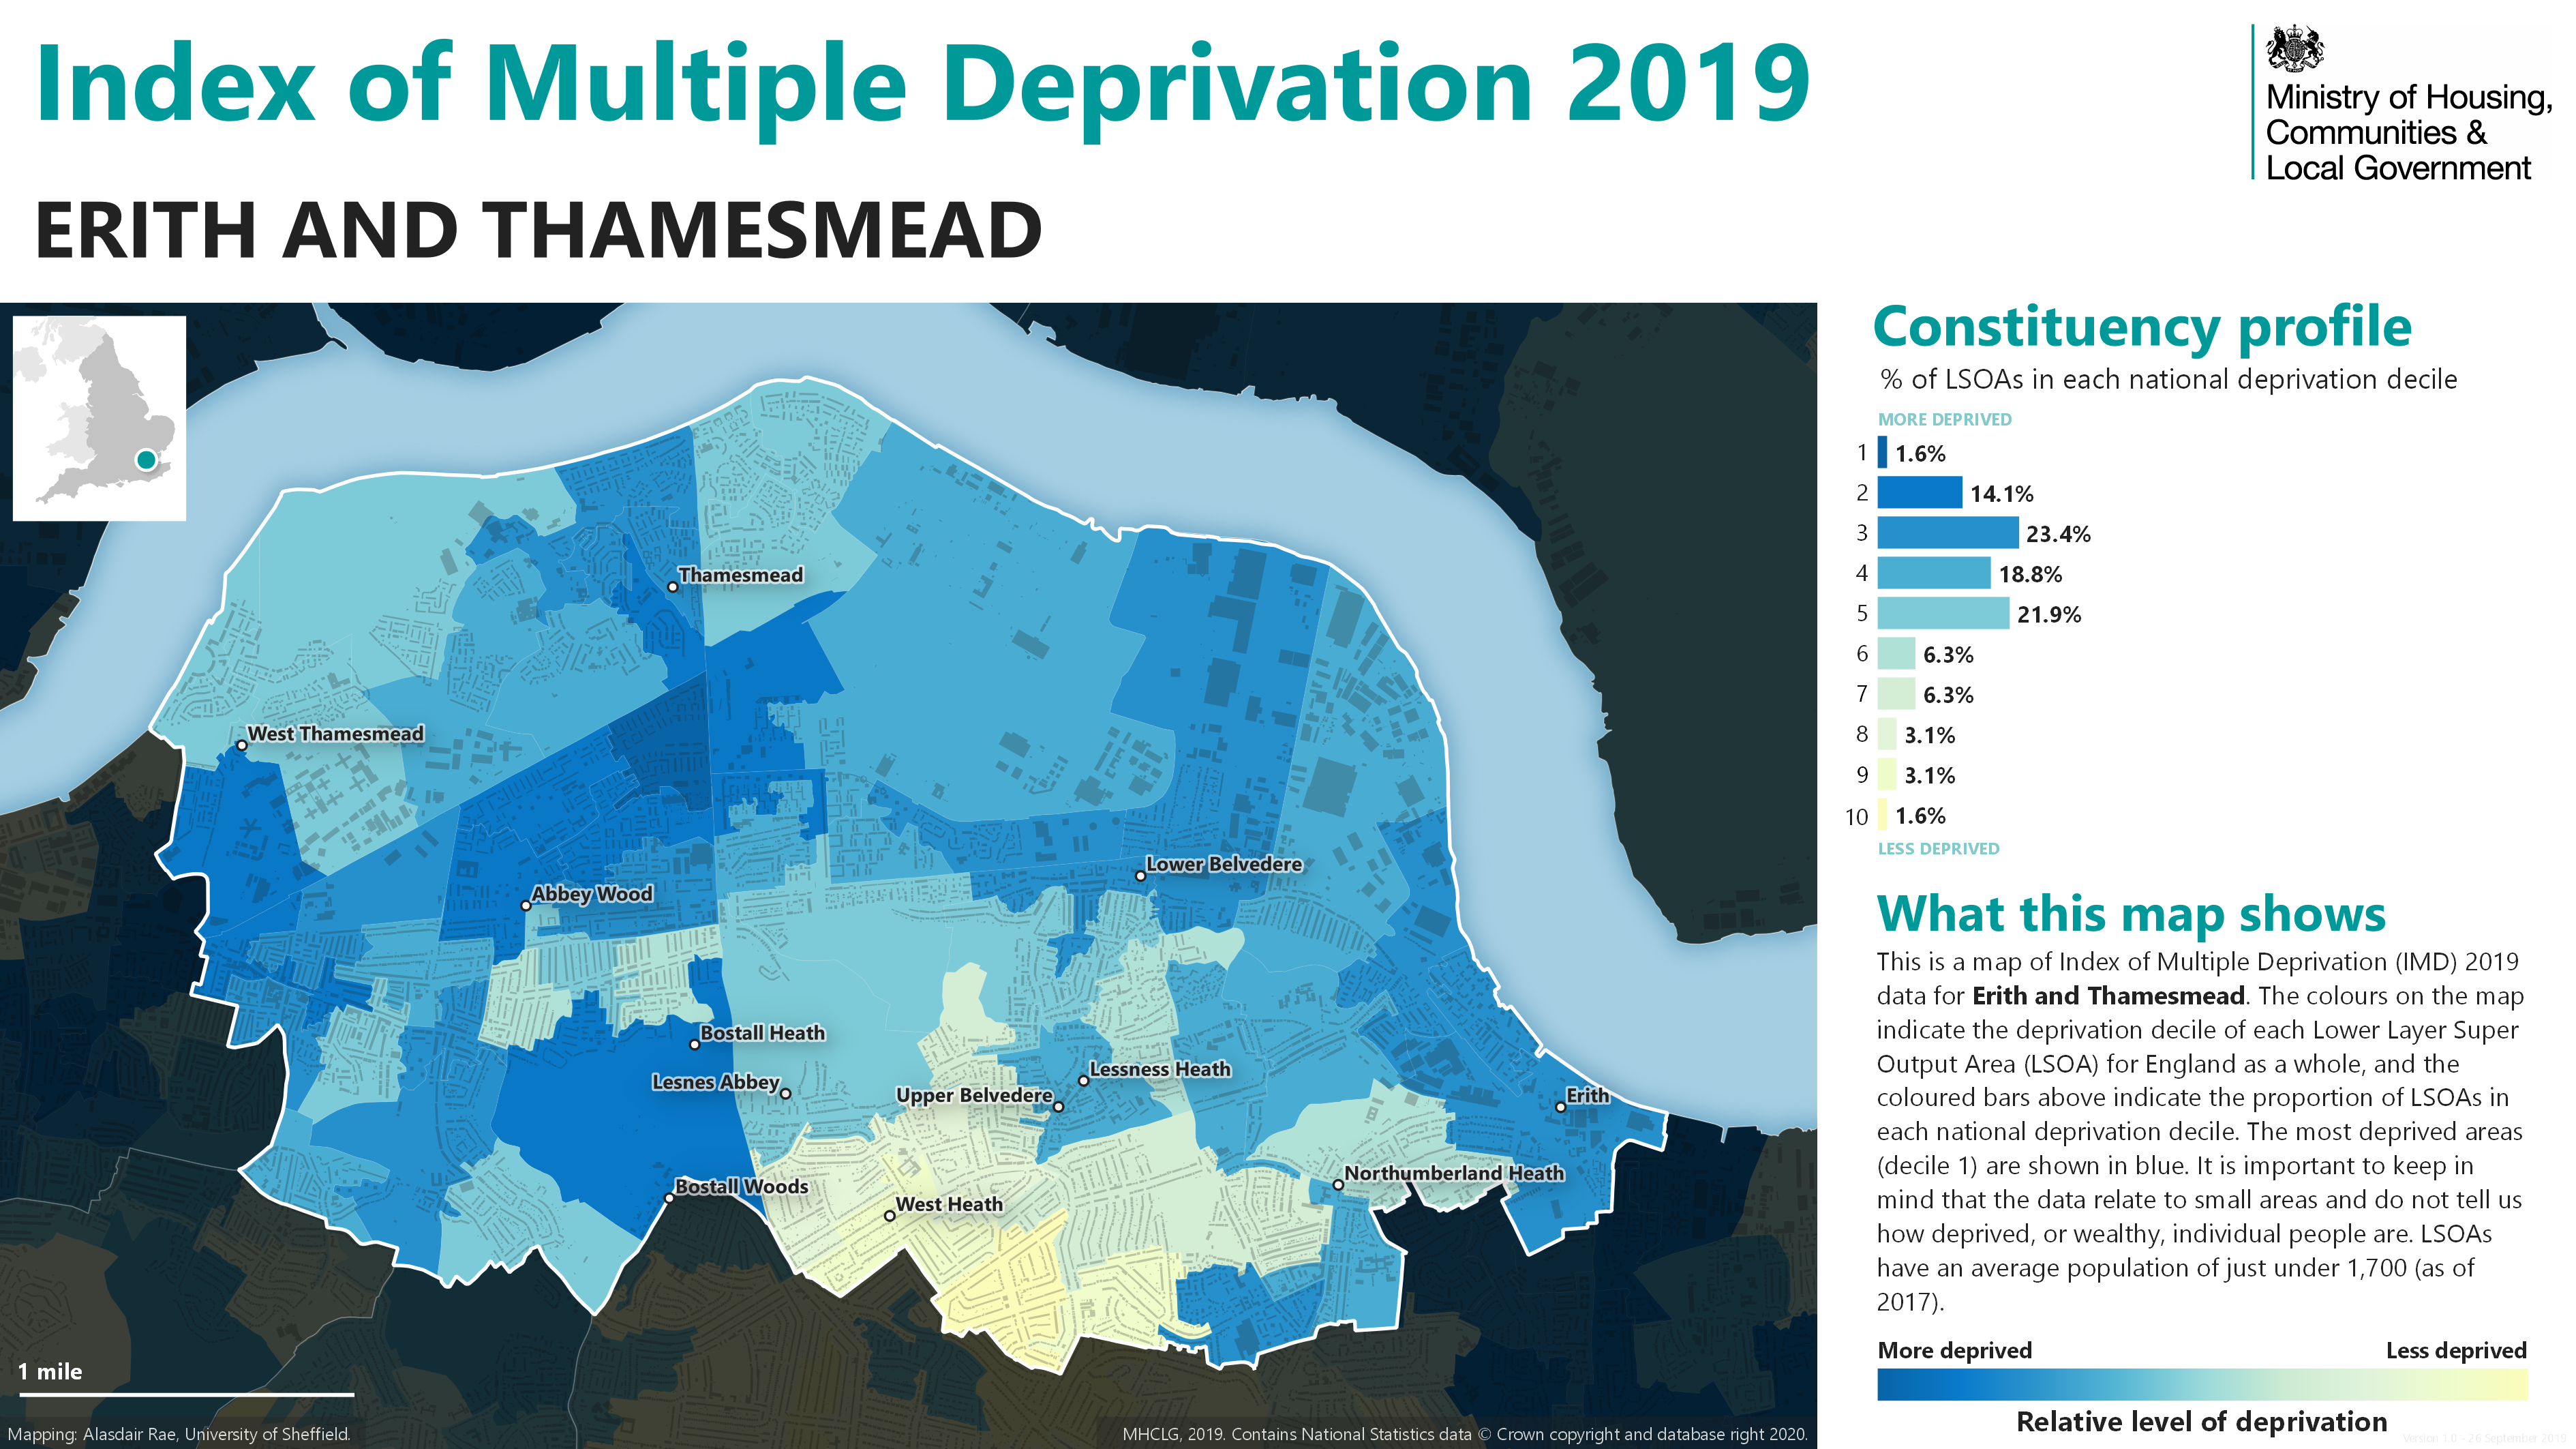 Index of Multiple Deprivation 2019
ERITH AND THAMESMEAD
Ministry of Housing,
Communities &
Local Government
Thamesmead
West Thamesmead
Lower Belvedere
Abbey Wood
Bostall Heath
Lessness Heath
Lesnes Abbey
Upper Belvedere
Erith
Northumberland Heath
Bostall Woods
West Heath
1 mile
Mapping: Alasdair Rae, University of Sheffield.
MHCLG, 2019. Contains National Statistics data © Crown copyright and database right 2020.
Constituency profile
% of LSOAs in each national deprivation decile
MORE DEPRIVED
1 1.6%
2 14.1%
3 23.4%
4 18.8%
5 21.9%
6 6.3%
7 6.3%
8 3.1%
9 3.1%
10 1.6%
LESS DEPRIVED
What this map shows
This is a map of Index of Multiple Deprivation (IMD) 2019
data for Erith and Thamesmead. The colours on the map
indicate the deprivation decile of each Lower Layer Super
Output Area (LSOA) for England as a whole, and the
coloured bars above indicate the proportion of LSOAs in
each national deprivation decile. The most deprived areas
(decile 1) are shown in blue. It is important to keep in
mind that the data relate to small areas and do not tell us
how deprived, or wealthy, individual people are. LSOAs
have an average population of just under 1,700 (as of
2017).
More deprived Less deprived
Relative level of deprivation
Version 1.0 - 26 September 2019